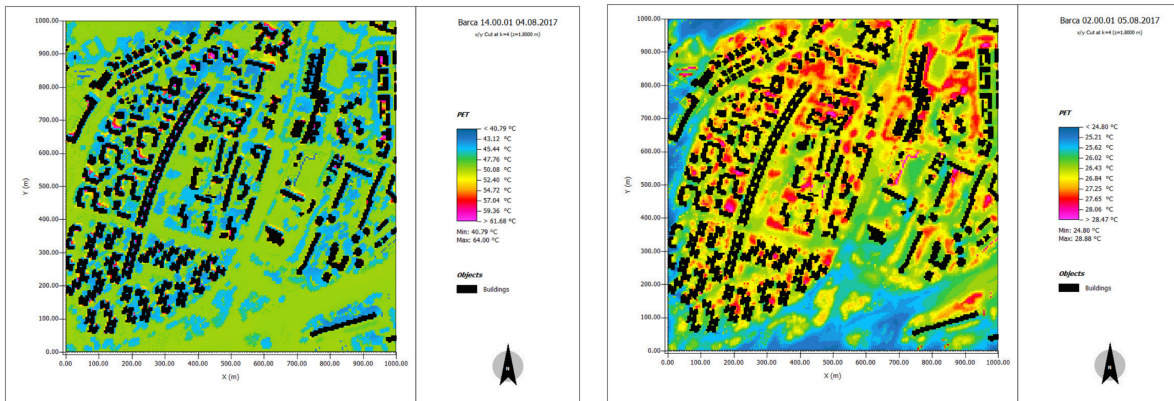 Barca 14.00.01 04.08.2017
x/y Cut at k=4 (z=1.8000 m)
1000.00
900.00
800.00
700.00
600.00
500.00
400.00
300.00
200.00
100.00
0.00
Y (m)
0.00 100.00 200.00 300.00 400.00 500.00 600.00 700.00 800.00 900.00 1000.00
X (m)
PET
< 40.79 °C
43.12 °C
45.44 °C
47.76 °C
50.08 °C
52.40 °C
54.72 °C
57.04 °C
59.36 °C
> 61.68 °C
Min: 40.79 °C
Max: 64.00 °C
Objects
Buildings
N
Barca 02.00.01 05.08.2017
x/y Cut at k=4 (z=1.8000 m)
1000.00
900.00
800.00
700.00
600.00
500.00
400.00
300.00
200.00
100.00
0.00
Y (m)
0.00 100.00 200.00 300.00 400.00 500.00 600.00 700.00 800.00 900.00 1000.00
X (m)
PET
< 24.80 °C
25.21 °C
25.62 °C
26.02 °C
26.43 °C
26.84 °C
27.25 °C
27.65 °C
28.06 °C
> 28.47 °C
Min: 24.80 °C
Max: 28.88 °C
Objects
Buildings
N